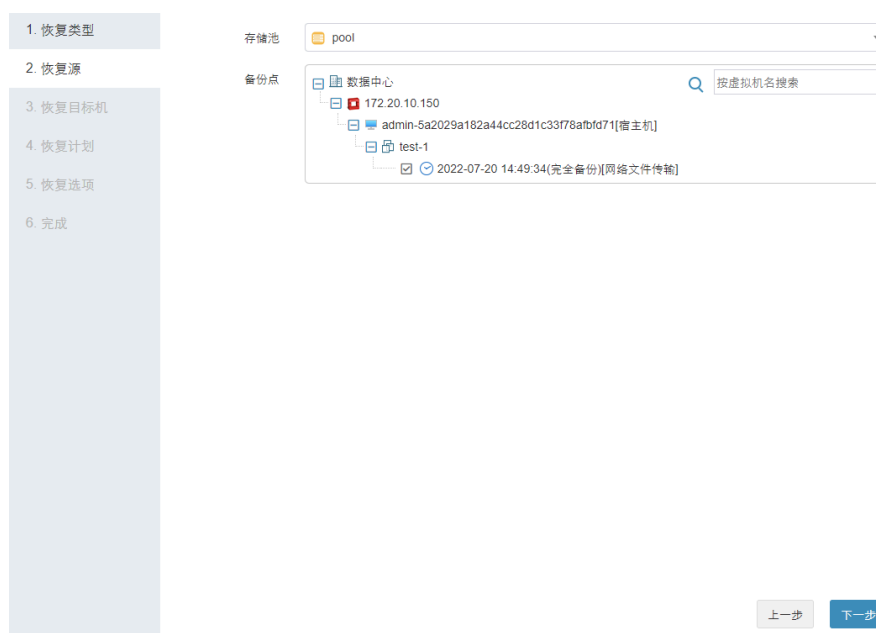 1. 恢复类型
2. 恢复源
3. 恢复目标机
4. 恢复计划
5. 恢复选项
6. 完成
存储池
pool
备份点
数据中心
按虚拟机名搜索
172.20.10.150
admin-5a2029a182a44cc28d1c33f78afbfd71[宿主机]
test-1
2022-07-20 14:49:34(完全备份)[网络文件传输]
上一步
下一步